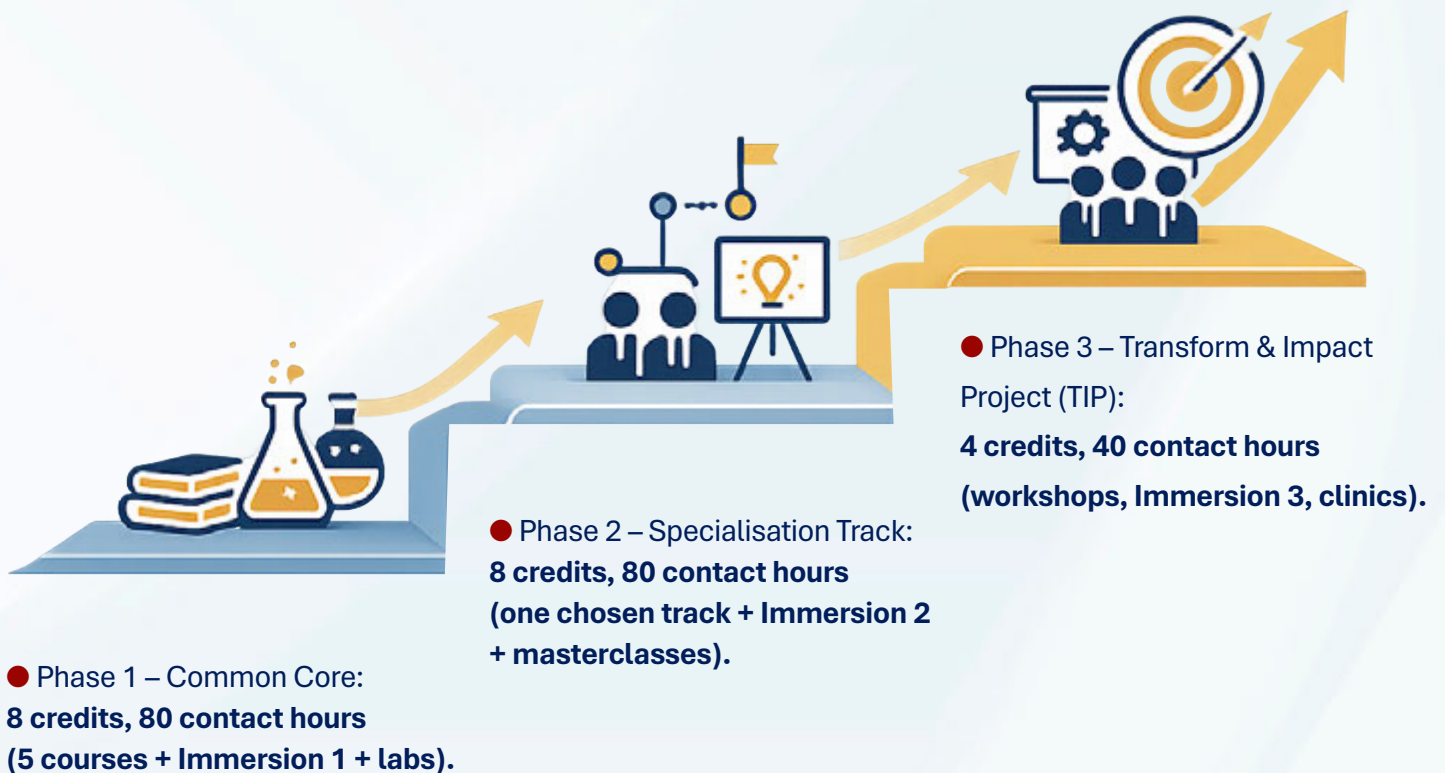 ● Phase 1 – Common Core:
8 credits, 80 contact hours
(5 courses + Immersion 1 + labs).
● Phase 2 – Specialisation Track:
8 credits, 80 contact hours
(one chosen track + Immersion 2
+ masterclasses).
● Phase 3 – Transform & Impact
Project (TIP):
4 credits, 40 contact hours
(workshops, Immersion 3, clinics).